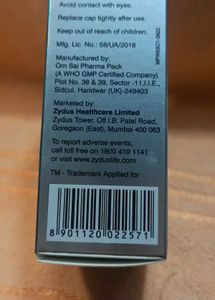 Avoid contact with eyes.
Replace cap tightly after use.
Keep out of reach of children.
Mfg. Lic. No.: 58/UA/2018
Manufactured by:
Om Sai Pharma Pack
(A WHO GMP Certified Company)
Plot No. 38 & 39, Sector -11,I.I.E.,
Sidcul, Haridwar (UK)-249403
Marketed by:
Zydus Healthcare Limited
Zydus Tower, Off.I.B. Patel Road,
Goregaon (East), Mumbai 400 063
To report adverse events,
call toll free on 1800 419 1141
or visit www.zyduslife.com
TM - Trademark Applied for
8 901120 022571